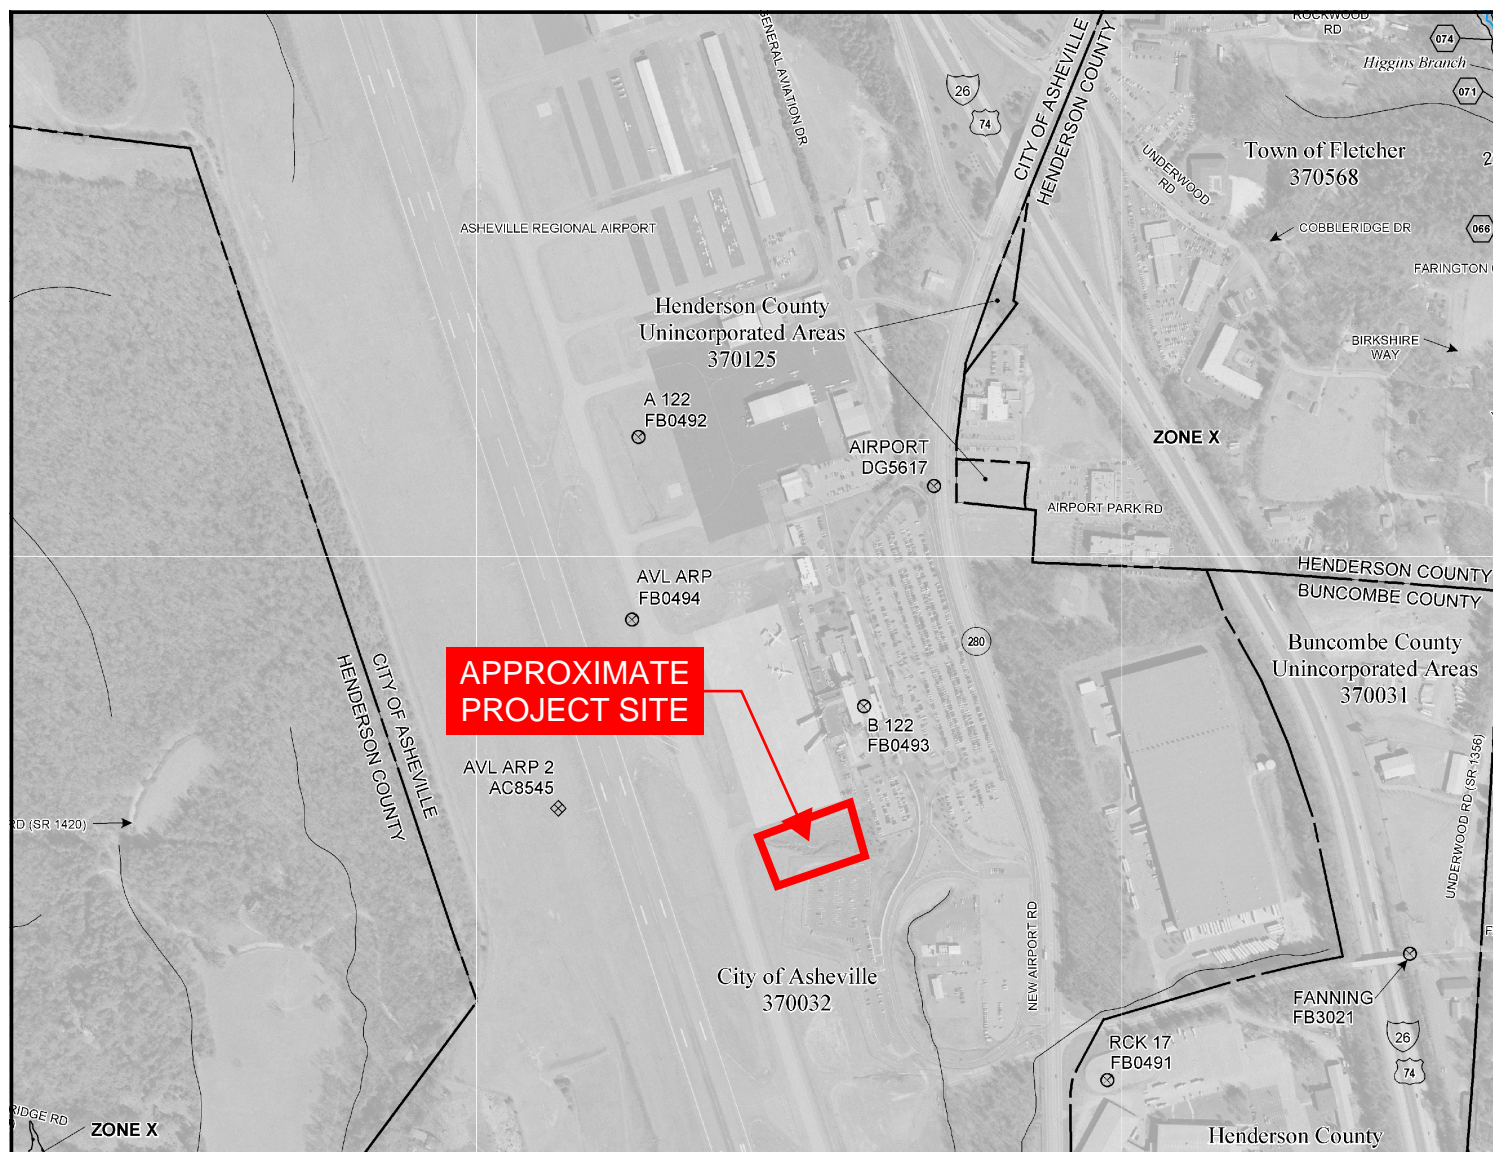 ROCKWOOD
RD
074
Higgins Branch
071
GENERAL AVIATION DR
CITY OF ASHEVILLE
HENDERSON COUNTY
26
74
UNDERWOOD
RD
Town of Fletcher
370568
066
COBBLERIDGE DR
FARINGTON
ASHEVILLE REGIONAL AIRPORT
Henderson County
Unincorporated Areas
370125
BIRKSHIRE
WAY
A 122
FB0492
ZONE X
AIRPORT
DG5617
AIRPORT PARK RD
HENDERSON COUNTY
BUNCOMBE COUNTY
AVL ARP
FB0494
280
Buncombe County
Unincorporated Areas
370031
APPROXIMATE
PROJECT SITE
CITY OF ASHEVILLE
HENDERSON COUNTY
B 122
FB0493
AVL ARP 2
AC8545
RD (SR 1420)
UNDERWOOD RD (SR 1356)
NEW AIRPORT RD
City of Asheville
370032
FANNING
FB3021
26
74
RCK 17
FB0491
RIDGE RD
ZONE X
Henderson County